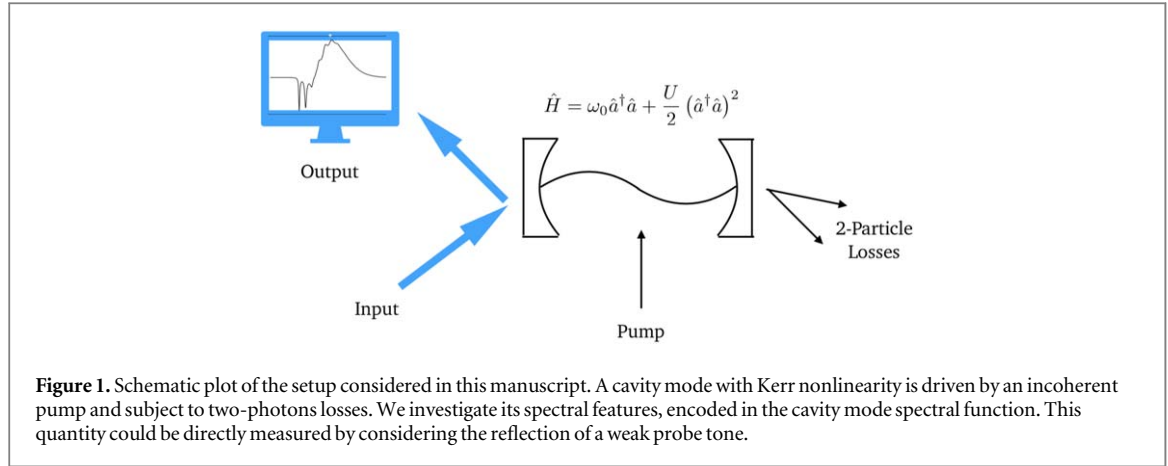 Ĥ = ω₀â†â + U/2 (â†â)²
Output
2-Particle
Losses
Input
Pump
Figure 1. Schematic plot of the setup considered in this manuscript. A cavity mode with Kerr nonlinearity is driven by an incoherent
pump and subject to two-photons losses. We investigate its spectral features, encoded in the cavity mode spectral function. This
quantity could be directly measured by considering the reflection of a weak probe tone.